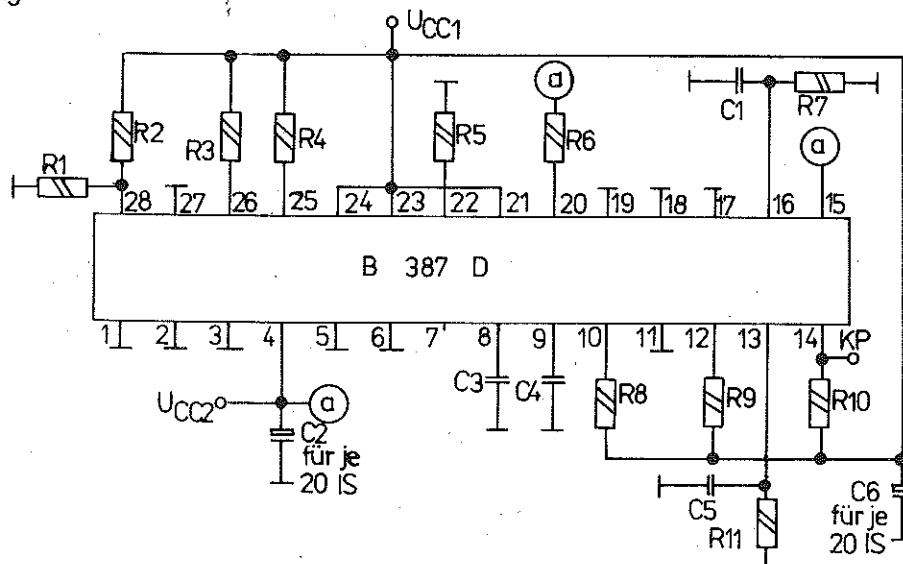 g
U_CC1
a
C1
R7
R2
R3
R4
R5
R6
a
R1
28 27 26 25 24 23 22 21 20 19 18 17 16 15
B 387 D
1 2 3 4 5 6 7 8 9 10 11 12 13 14
KP
C3
C4
R8
R9
R10
U_CC2
a
C2
für je
20 IS
C5
R11
C6
für je
20 IS